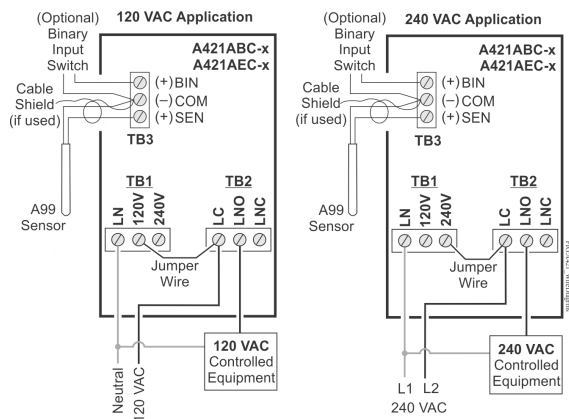 (Optional)
Binary
Input
Switch
120 VAC Application
A421ABC-x
A421AEC-x
Cable
Shield
(if used)
(+)BIN
(–)COM
(+)SEN
TB3
A99
Sensor
TB1
TB2
LN
120V
240V
LC
LNO
LNC
Jumper
Wire
120 VAC
Controlled
Equipment
Neutral
120 VAC
(Optional)
Binary
Input
Switch
240 VAC Application
A421ABC-x
A421AEC-x
Cable
Shield
(if used)
(+)BIN
(–)COM
(+)SEN
TB3
A99
Sensor
TB1
TB2
LN
120V
240V
LC
LNO
LNC
Jumper
Wire
240 VAC
Controlled
Equipment
L1 L2
240 VAC